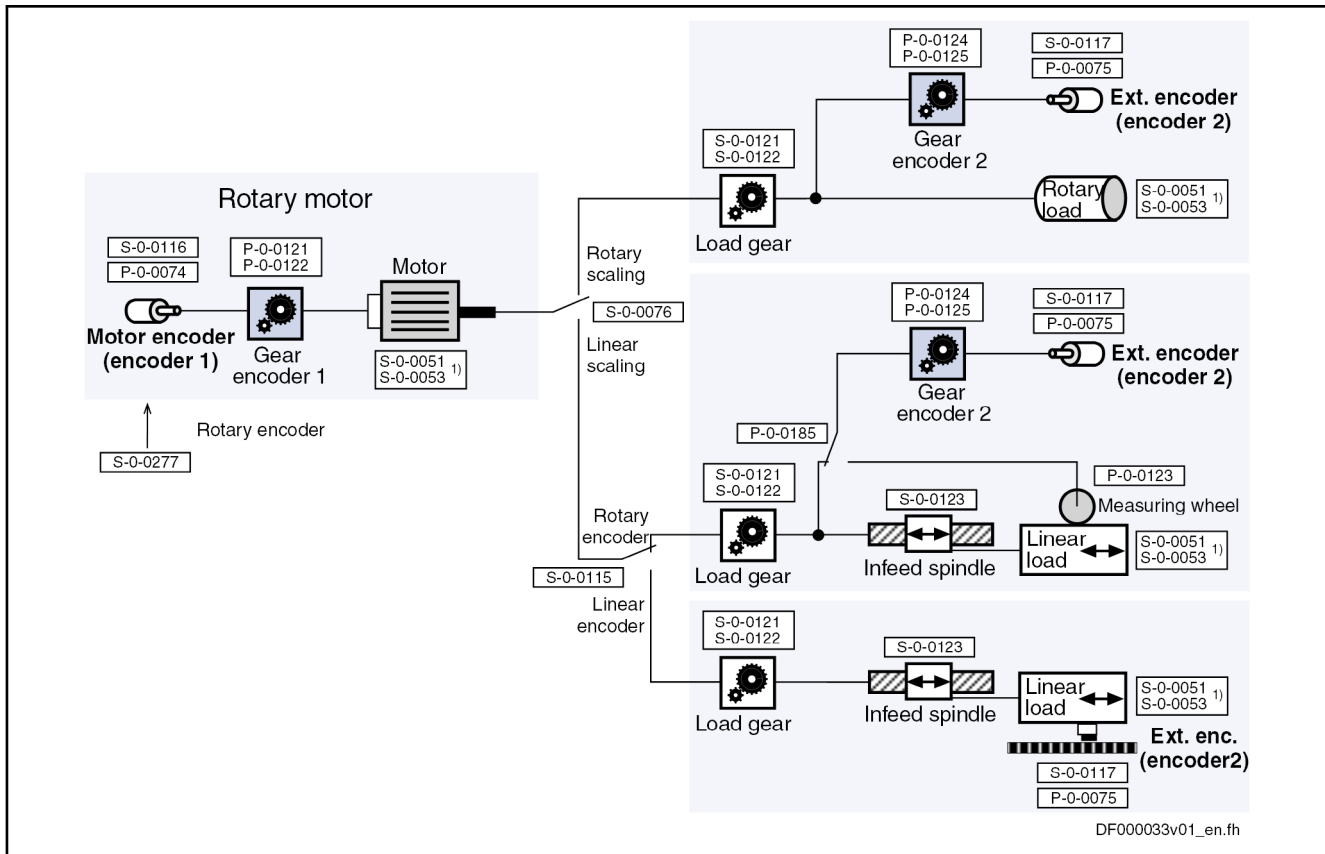 Rotary motor
S-0-0116
P-0-0074
Motor encoder
(encoder 1)
P-0-0121
P-0-0122
Gear
encoder 1
Motor
S-0-0051
S-0-0053 1)
Rotary encoder
S-0-0277
Rotary
scaling
S-0-0076
Linear
scaling
S-0-0121
S-0-0122
Load gear
P-0-0124
P-0-0125
Gear
encoder 2
S-0-0117
P-0-0075
Ext. encoder
(encoder 2)
Rotary
load
S-0-0051
S-0-0053 1)
P-0-0124
P-0-0125
Gear
encoder 2
S-0-0117
P-0-0075
Ext. encoder
(encoder 2)
P-0-0185
S-0-0121
S-0-0122
Load gear
S-0-0123
Infeed spindle
P-0-0123
Measuring wheel
Linear
load
S-0-0051
S-0-0053 1)
Rotary
encoder
S-0-0115
Linear
encoder
S-0-0121
S-0-0122
Load gear
S-0-0123
Infeed spindle
Linear
load
S-0-0051
S-0-0053 1)
Ext. enc.
(encoder2)
S-0-0117
P-0-0075
DF000033v01_en.fh